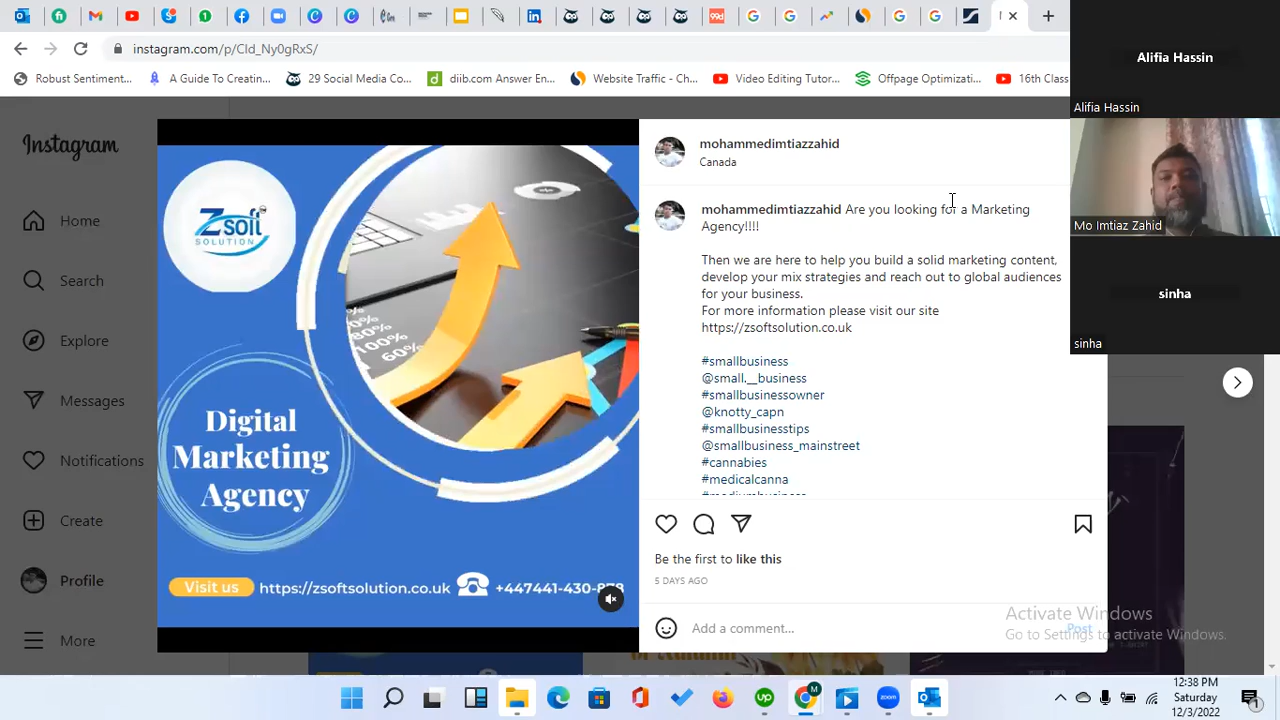 instagram.com/p/Cld_Ny0gRxS/
Robust Sentiment...
A Guide To Creatin...
29 Social Media Co...
diib.com Answer En...
Website Traffic - Ch...
Video Editing Tutor...
Offpage Optimizati...
16th Class
Alifia Hassin
Alifia Hassin
Mo Imtiaz Zahid
sinha
sinha
Instagram
Home
Search
Explore
Messages
Notifications
Create
Profile
More
Zsoft
SOLUTION
80%
100%
60%
Digital
Marketing
Agency
Visit us https://zsoftsolution.co.uk +447441-430-878
mohammedimtiazzahid
Canada
mohammedimtiazzahid Are you looking for a Marketing
Agency!!!!
Then we are here to help you build a solid marketing content,
develop your mix strategies and reach out to global audiences
for your business.
For more information please visit our site
https://zsoftsolution.co.uk
#smallbusiness
@small.__business
#smallbusinessowner
@knotty_capn
#smallbusinesstips
@smallbusiness_mainstreet
#cannabies
#medicalcanna
Be the first to like this
5 DAYS AGO
Add a comment...
Post
Activate Windows
Go to Settings to activate Windows.
12:38 PM
Saturday
12/3/2022